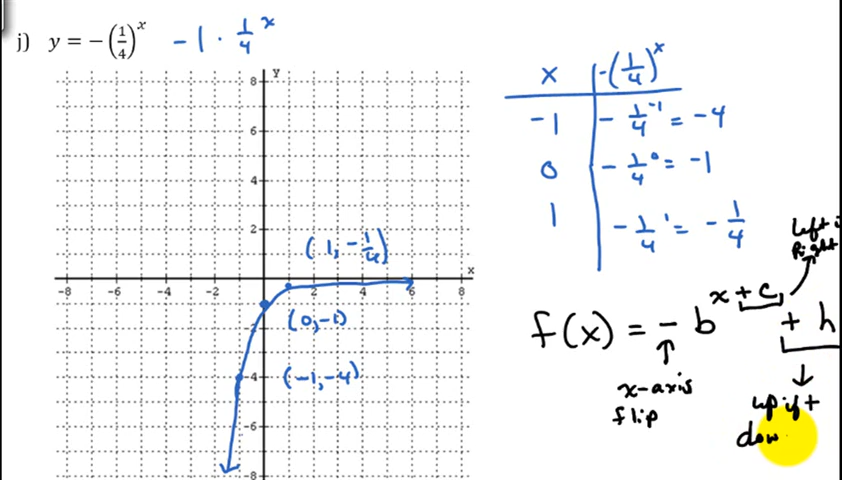 j) y = −(1/4)^x   −1 · 1/4^x
Y
8
6
4
2
-8 -6 -4 -2 2 4 6 8 x
-2
-4
-6
-8
(1, −1/4)
(0, −1)
(−1, −4)
x | −(1/4)^x
−1 | − 1/4^−1 = −4
0 | − 1/4^0 = −1
1 | − 1/4^1 = − 1/4
Left
Right
f(x) = − b^x+c + h
x-axis
flip
up if +
dow